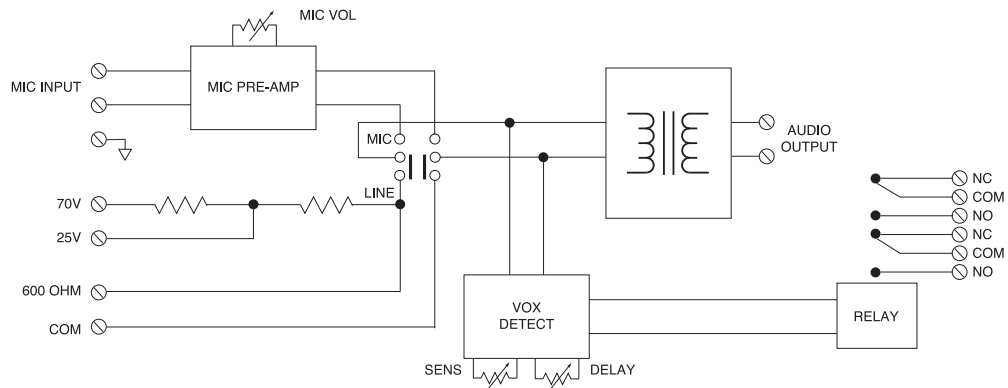 MIC VOL
MIC INPUT
MIC PRE-AMP
MIC
LINE
AUDIO
OUTPUT
70V
25V
600 OHM
COM
NC
COM
NO
NC
COM
NO
VOX
DETECT
RELAY
SENS
DELAY